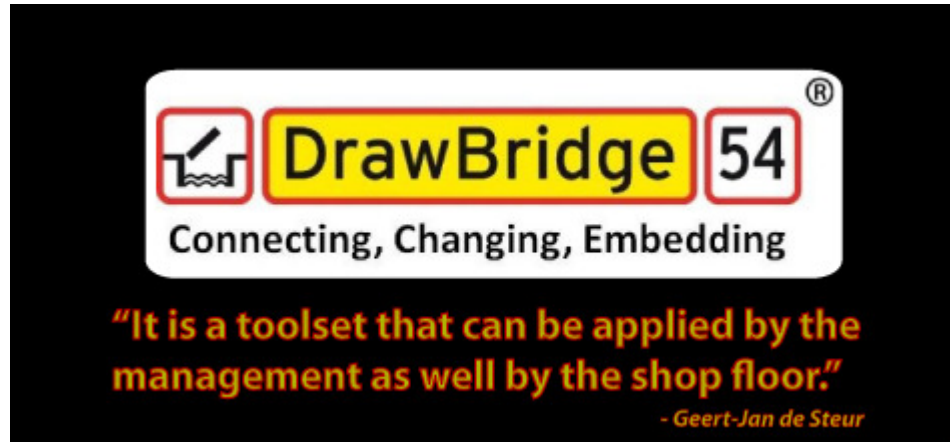 ®
DrawBridge 54
Connecting, Changing, Embedding
“It is a toolset that can be applied by the
management as well by the shop floor.”
- Geert-Jan de Steur